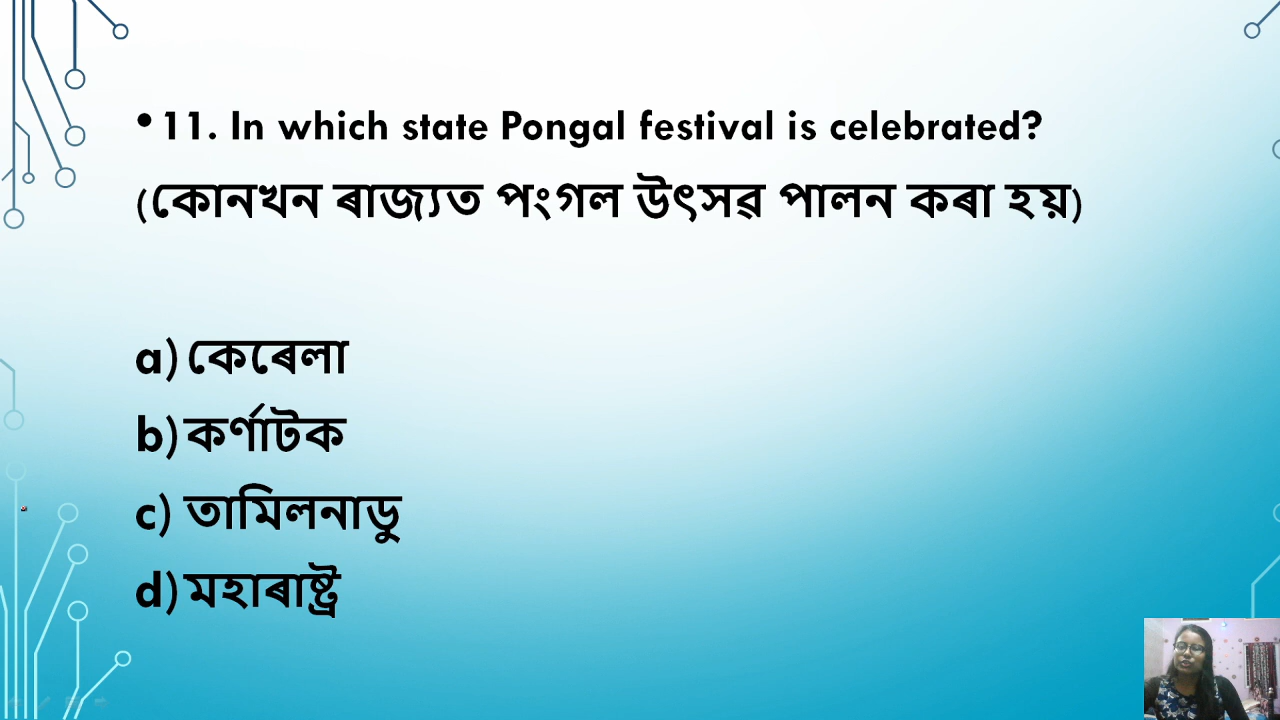 • 11. In which state Pongal festival is celebrated?
(কোনখন ৰাজ্যত পংগল উৎসৱ পালন কৰা হয়)
a) কেৰেলা
b) কৰ্ণাটক
c) তামিলনাডু
d) মহাৰাষ্ট্ৰ